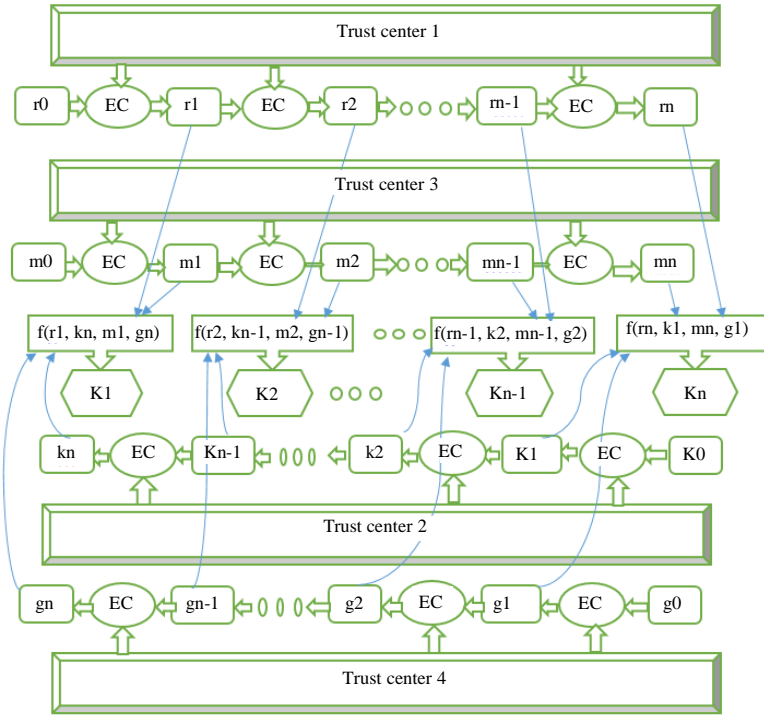 Trust center 1
r0 EC r1 EC r2 rn-1 EC rn
Trust center 3
m0 EC m1 EC m2 mn-1 EC mn
f(r1, kn, m1, gn) f(r2, kn-1, m2, gn-1) f(rn-1, k2, mn-1, g2) f(rn, k1, mn, g1)
K1 K2 Kn-1 Kn
kn EC Kn-1 k2 EC K1 EC K0
Trust center 2
gn EC gn-1 g2 EC g1 EC g0
Trust center 4